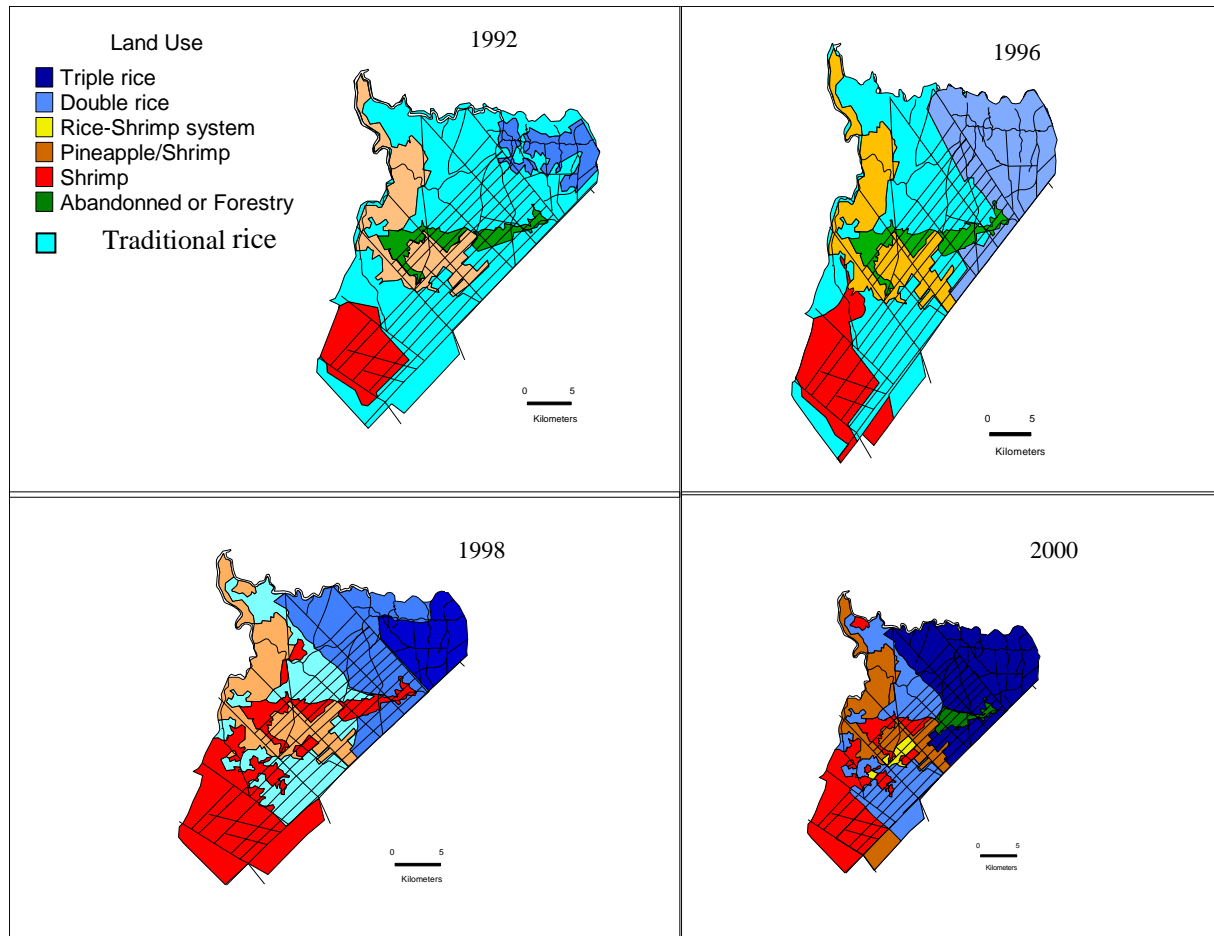 Land Use
Triple rice
Double rice
Rice-Shrimp system
Pineapple/Shrimp
Shrimp
Abandonned or Forestry
Traditional rice
1992
0 5
Kilometers
1996
0 5
Kilometers
1998
0 5
Kilometers
2000
0 5
Kilometers